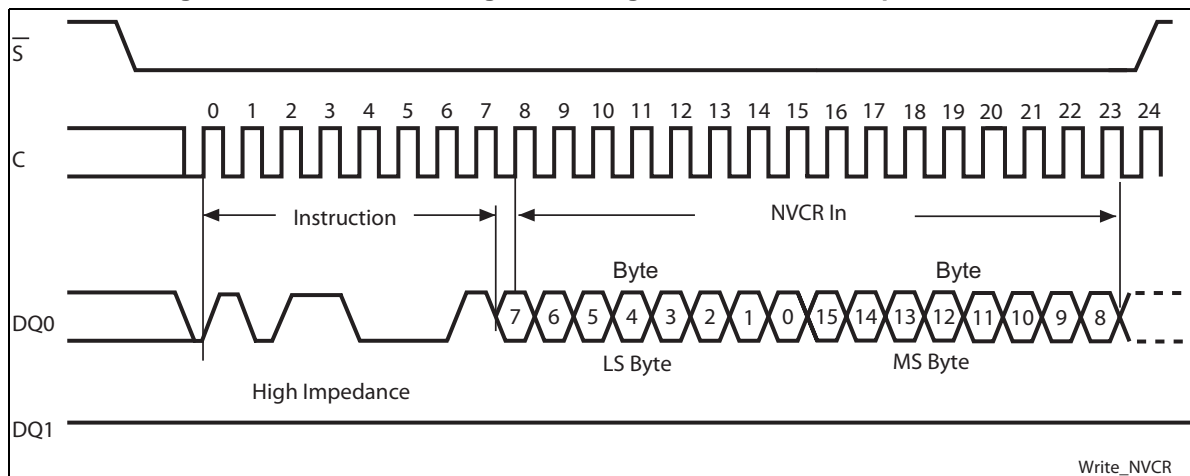 S
0 1 2 3 4 5 6 7 8 9 10 11 12 13 14 15 16 17 18 19 20 21 22 23 24
C
Instruction NVCR In
Byte Byte
DQ0 7 6 5 4 3 2 1 0 15 14 13 12 11 10 9 8
LS Byte MS Byte
High Impedance
DQ1
Write_NVCR